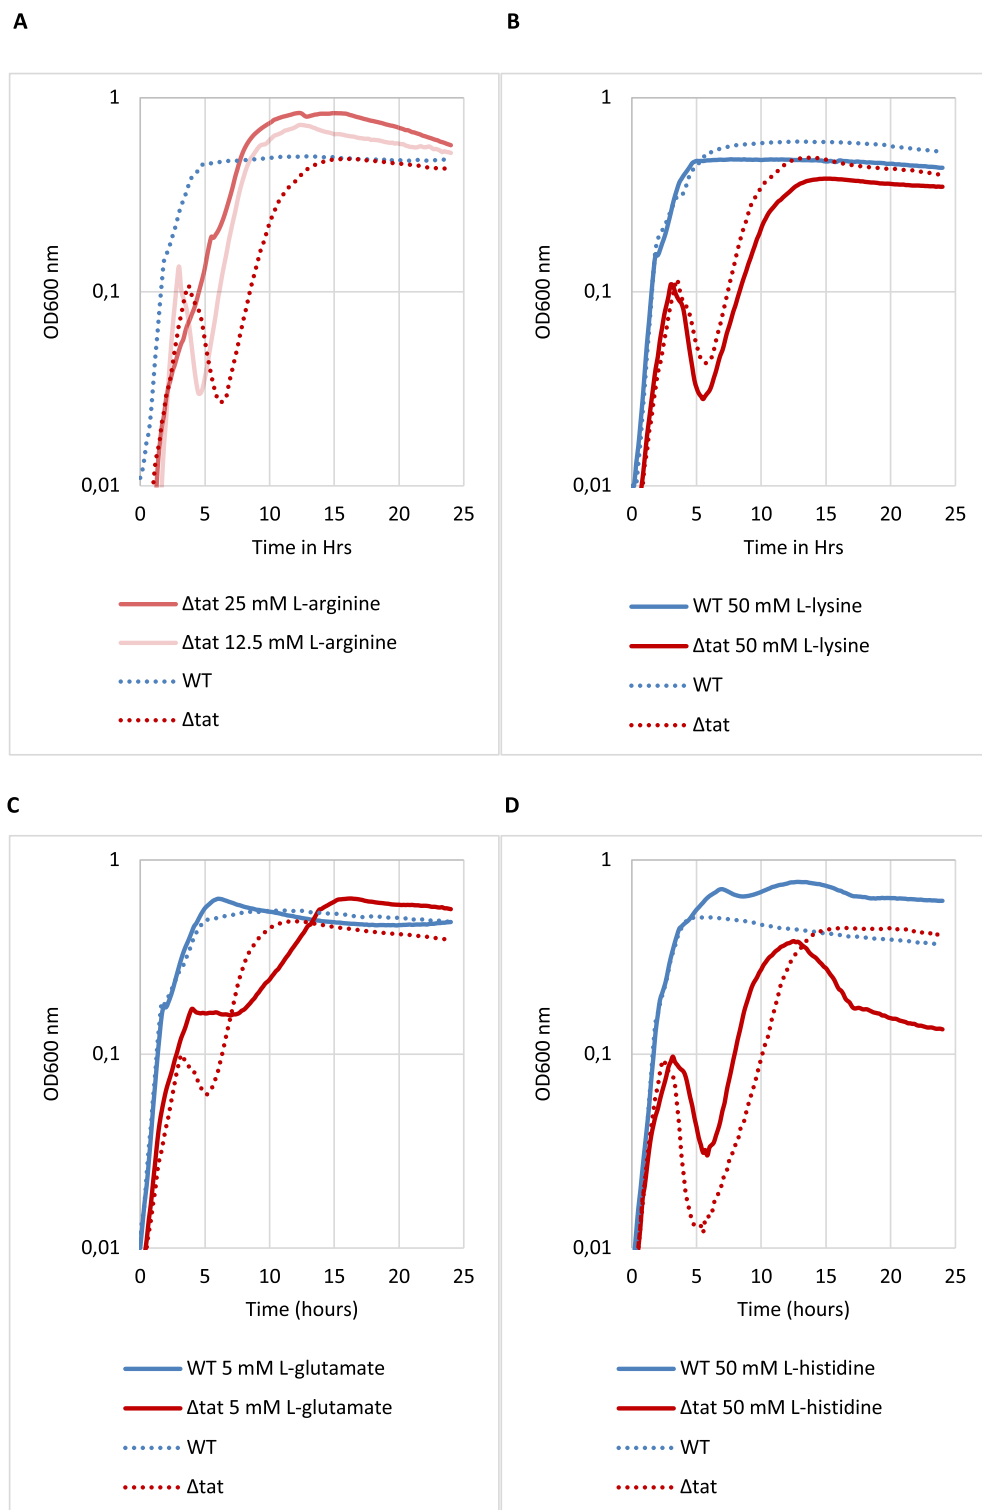 A
B
1
0,1
0,01
OD600 nm
0 5 10 15 20 25
Time in Hrs
Δtat 25 mM L-arginine
Δtat 12.5 mM L-arginine
WT
Δtat
1
0,1
0,01
OD600 nm
0 5 10 15 20 25
Time in Hrs
WT 50 mM L-lysine
Δtat 50 mM L-lysine
WT
Δtat
C
D
1
0,1
0,01
OD600 nm
0 5 10 15 20 25
Time (hours)
WT 5 mM L-glutamate
Δtat 5 mM L-glutamate
WT
Δtat
1
0,1
0,01
OD600 nm
0 5 10 15 20 25
Time (hours)
WT 50 mM L-histidine
Δtat 50 mM L-histidine
WT
Δtat